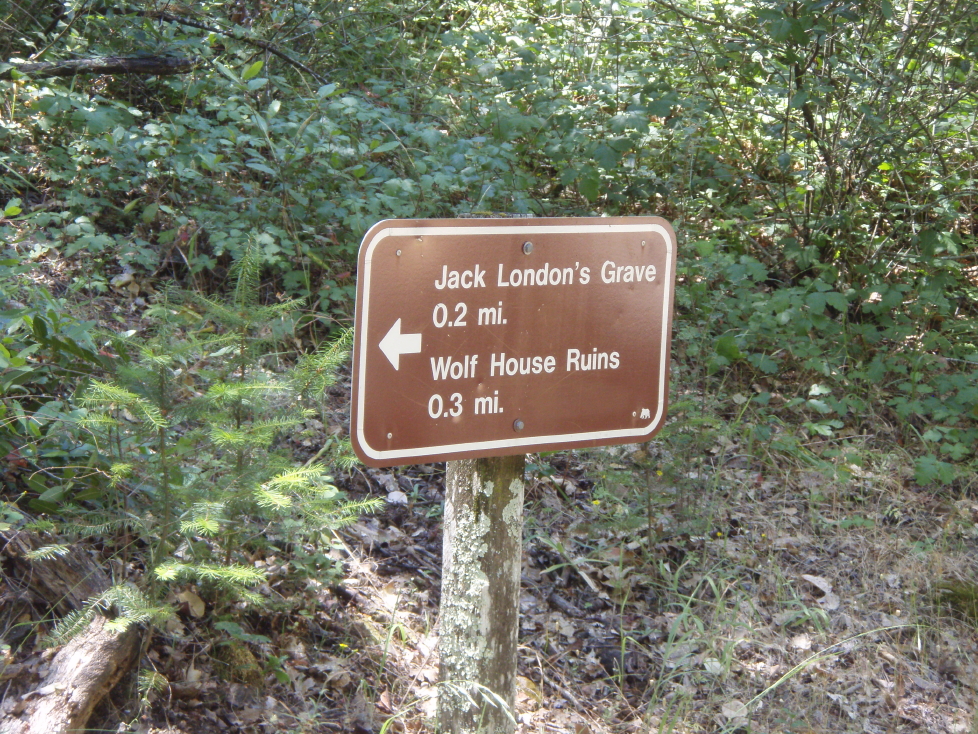 Jack London's Grave
0.2 mi.
Wolf House Ruins
0.3 mi.